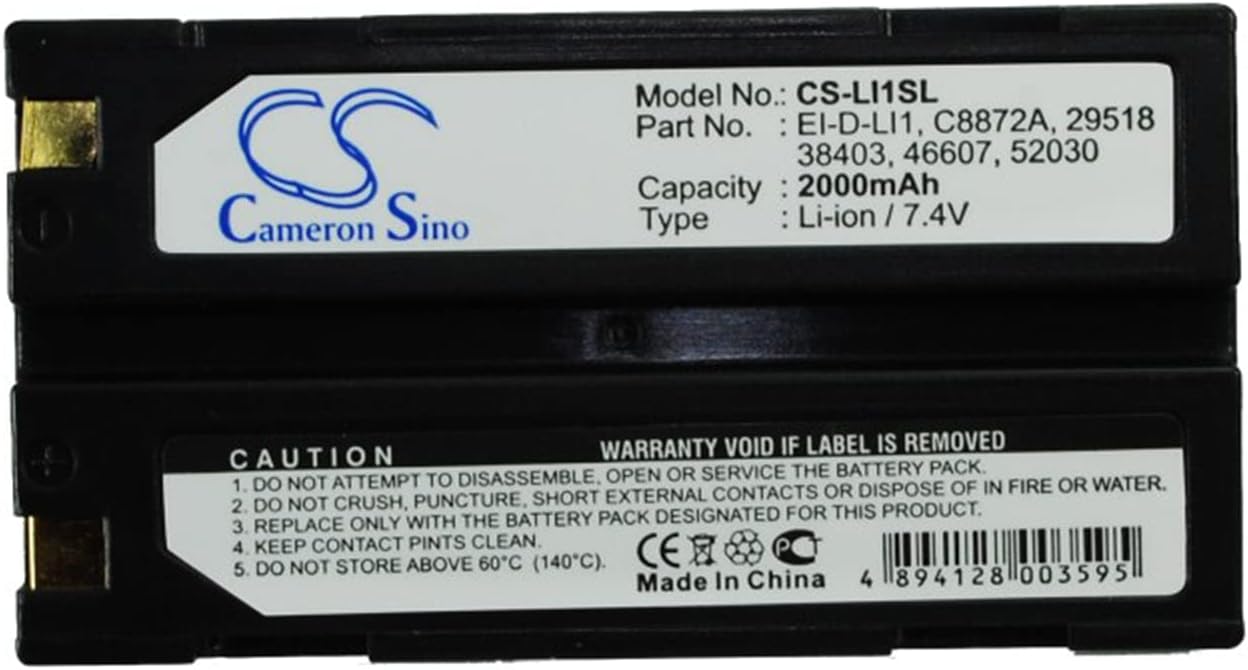 CS
Cameron Sino
Model No.: CS-LI1SL
Part No. : EI-D-LI1, C8872A, 29518
38403, 46607, 52030
Capacity : 2000mAh
Type : Li-ion / 7.4V
CAUTION
WARRANTY VOID IF LABEL IS REMOVED
1. DO NOT ATTEMPT TO DISASSEMBLE, OPEN OR SERVICE THE BATTERY PACK.
2. DO NOT CRUSH, PUNCTURE, SHORT EXTERNAL CONTACTS OR DISPOSE OF IN FIRE OR WATER.
3. REPLACE ONLY WITH THE BATTERY PACK DESIGNATED FOR THIS PRODUCT.
4. KEEP CONTACT PINTS CLEAN.
5. DO NOT STORE ABOVE 60°C (140°C).
CE PC
Made In China
4 894128 003595